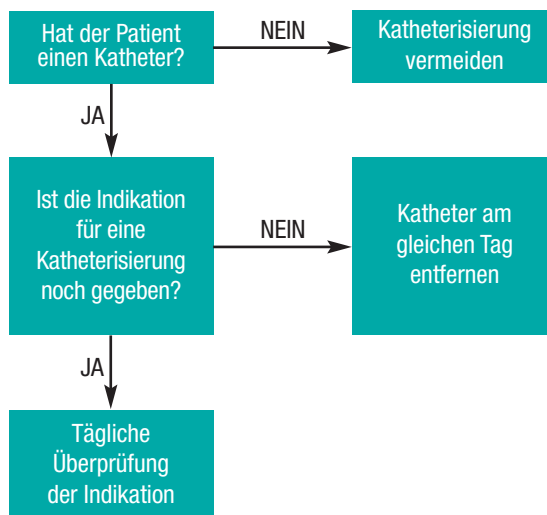 Hat der Patient
einen Katheter?
NEIN
Katheterisierung
vermeiden
JA
Ist die Indikation
für eine
Katheterisierung
noch gegeben?
NEIN
Katheter am
gleichen Tag
entfernen
JA
Tägliche
Überprüfung
der Indikation